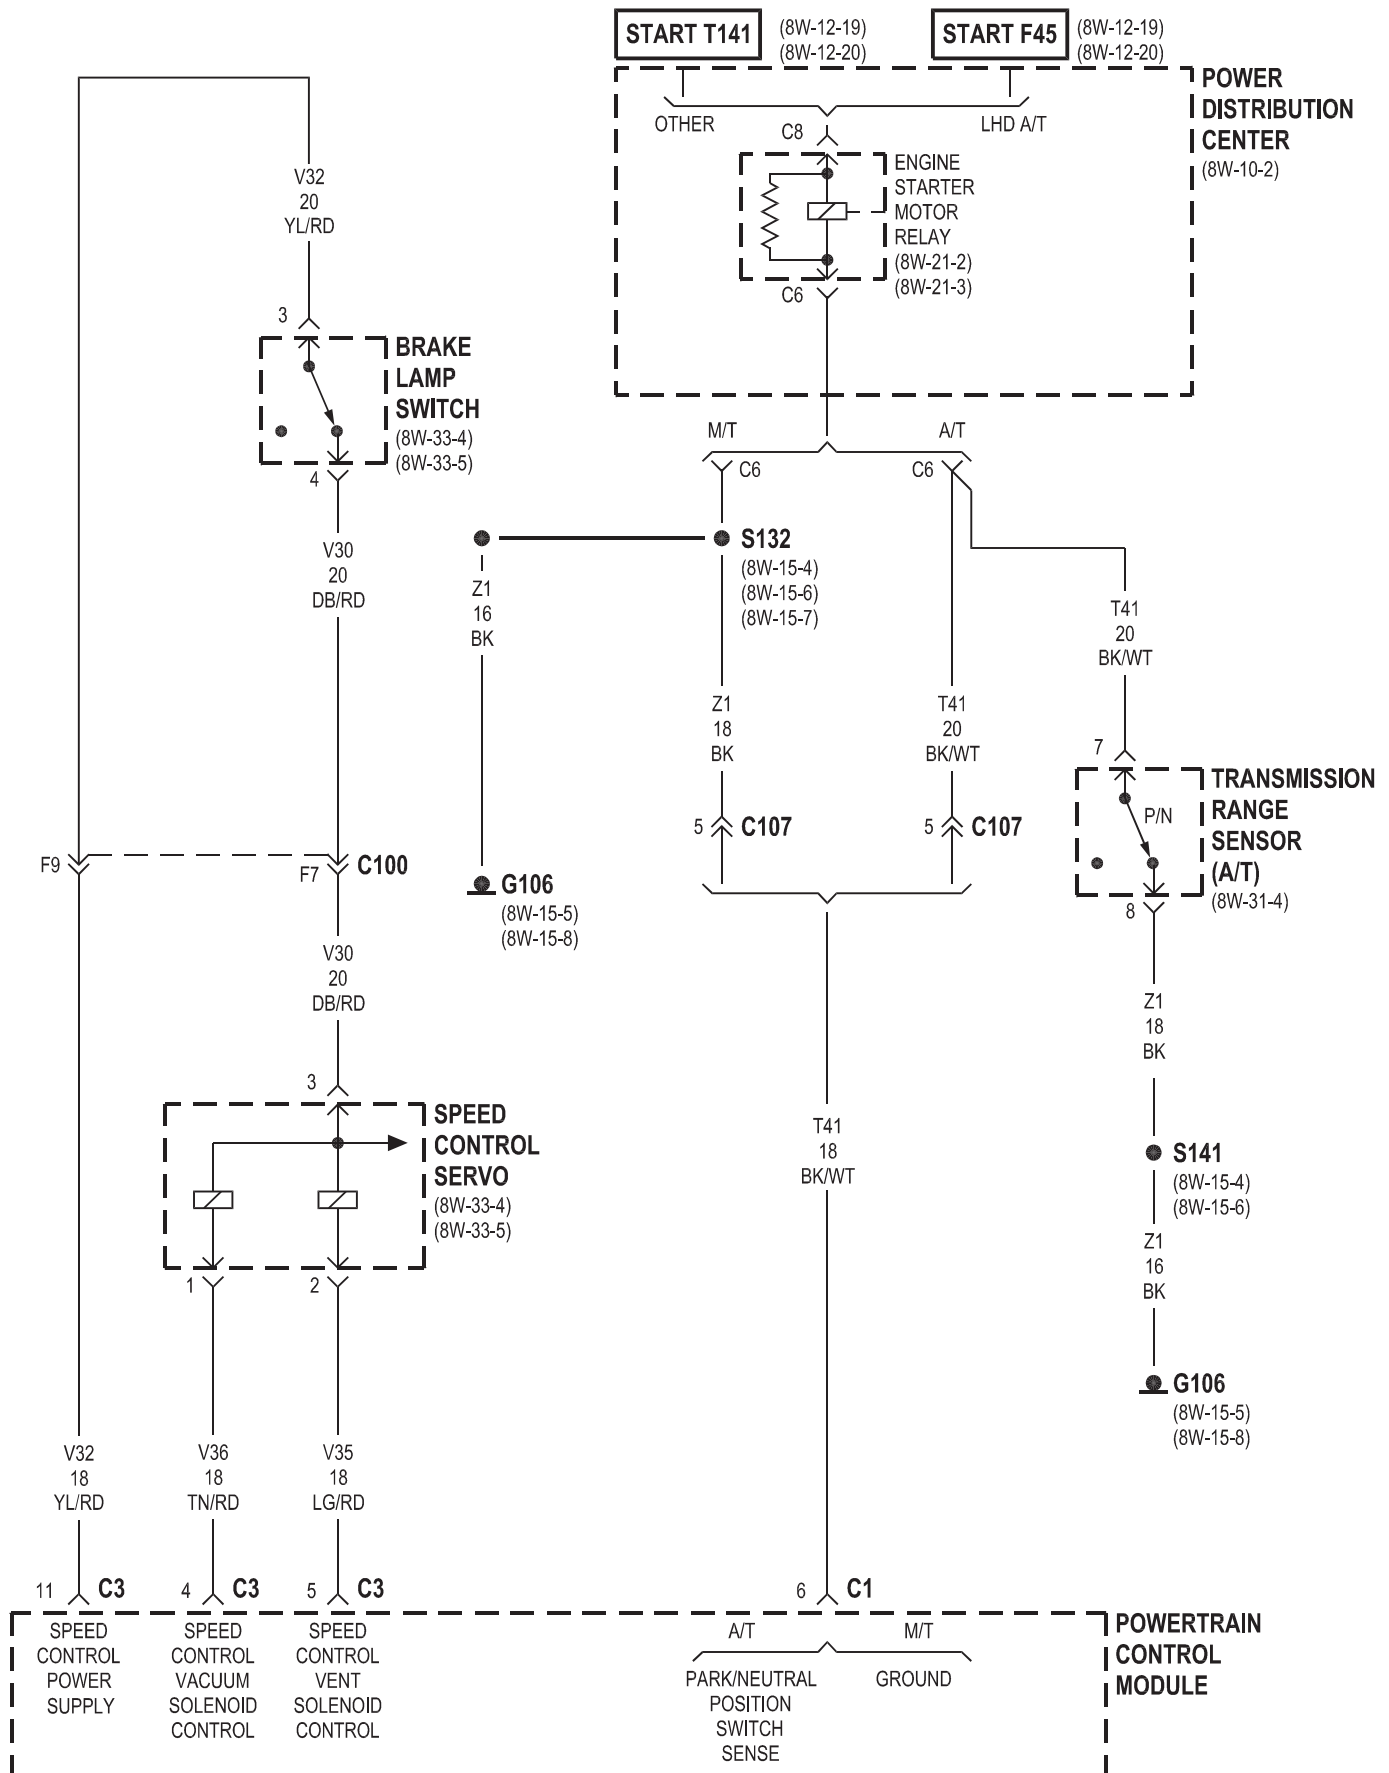 START T141
(8W-12-19)
(8W-12-20)
START F45
(8W-12-19)
(8W-12-20)
POWER
DISTRIBUTION
CENTER
(8W-10-2)
OTHER
LHD A/T
C8
ENGINE
STARTER
MOTOR
RELAY
(8W-21-2)
(8W-21-3)
C6
V32
20
YL/RD
3
BRAKE
LAMP
SWITCH
(8W-33-4)
(8W-33-5)
4
M/T
A/T
C6
C6
S132
(8W-15-4)
(8W-15-6)
(8W-15-7)
V30
20
DB/RD
Z1
16
BK
T41
20
BK/WT
Z1
18
BK
T41
20
BK/WT
7
TRANSMISSION
RANGE
SENSOR
(A/T)
(8W-31-4)
P/N
8
5
C107
5
C107
F9
F7
C100
G106
(8W-15-5)
(8W-15-8)
V30
20
DB/RD
Z1
18
BK
3
SPEED
CONTROL
SERVO
(8W-33-4)
(8W-33-5)
1
2
T41
18
BK/WT
S141
(8W-15-4)
(8W-15-6)
Z1
16
BK
G106
(8W-15-5)
(8W-15-8)
V32
18
YL/RD
V36
18
TN/RD
V35
18
LG/RD
11
C3
4
C3
5
C3
6
C1
SPEED
CONTROL
POWER
SUPPLY
SPEED
CONTROL
VACUUM
SOLENOID
CONTROL
SPEED
CONTROL
VENT
SOLENOID
CONTROL
A/T
M/T
PARK/NEUTRAL
POSITION
SWITCH
SENSE
GROUND
POWERTRAIN
CONTROL
MODULE